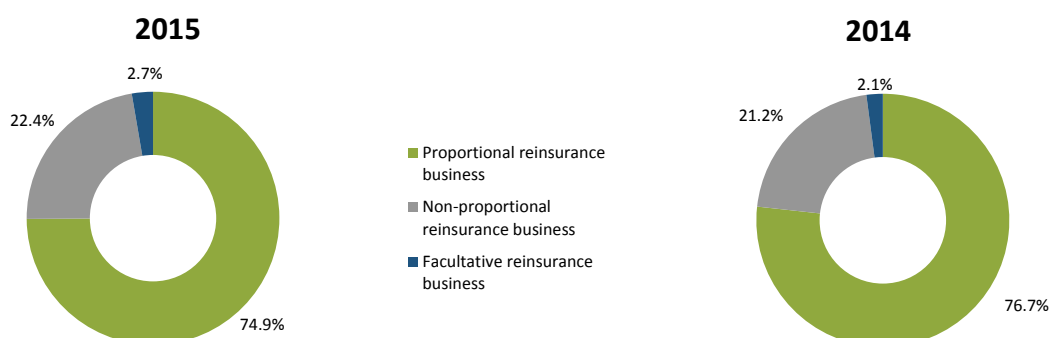 2015
2014
2.7%
2.1%
22.4%
21.2%
Proportional reinsurance
business
Non-proportional
reinsurance business
Facultative reinsurance
business
74.9%
76.7%